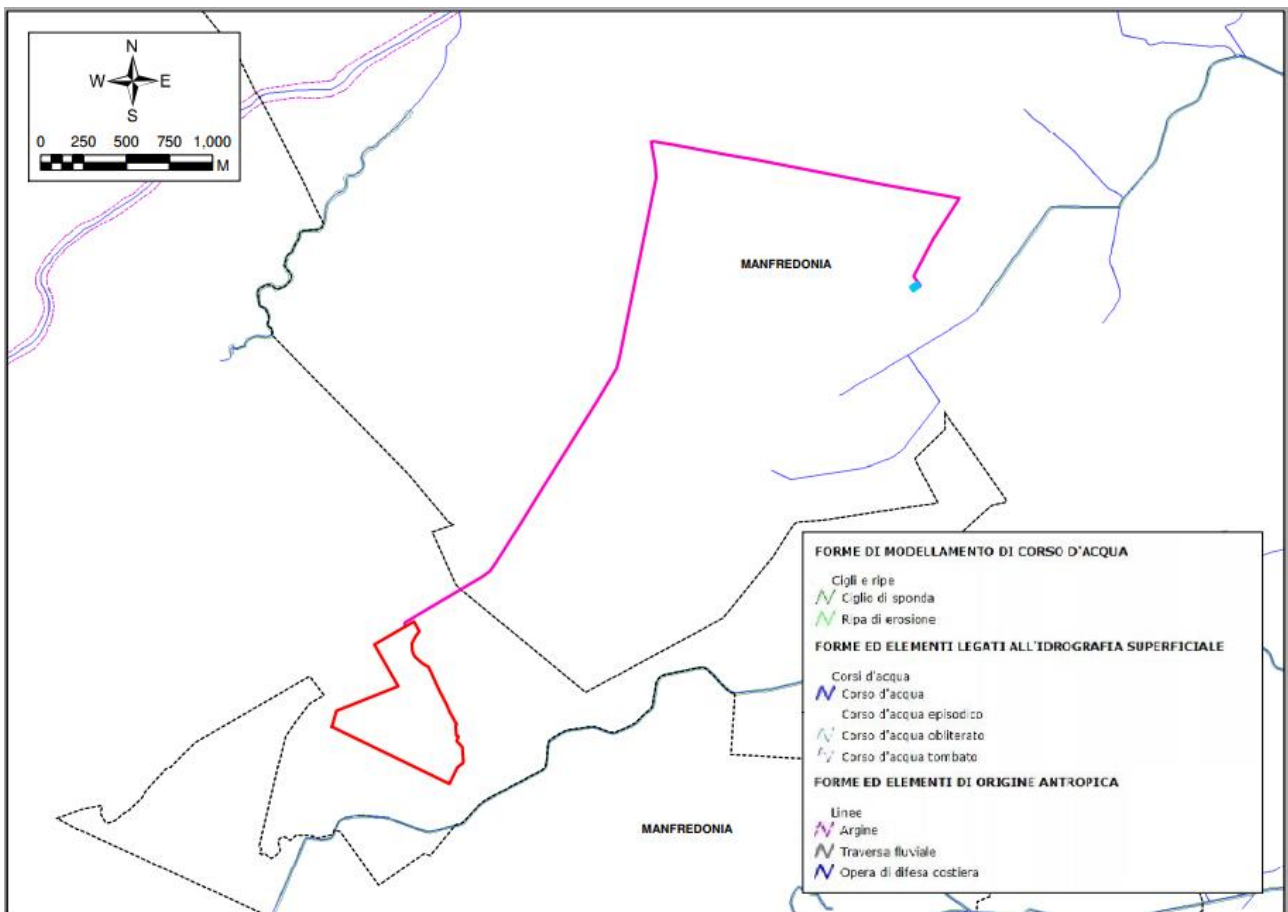 N
W E
S
0 250 500 750 1,000
M
MANFREDONIA
FORME DI MODELLAMENTO DI CORSO D'ACQUA
Cigli e ripe
Ciglio di sponda
Ripa di erosione
FORME ED ELEMENTI LEGATI ALL'IDROGRAFIA SUPERFICIALE
Corsi d'acqua
Corso d'acqua
Corso d'acqua episodico
Corso d'acqua obliterato
Corso d'acqua tombato
FORME ED ELEMENTI DI ORIGINE ANTROPICA
Linee
Argine
Traversa fluviale
Opera di difesa costiera
MANFREDONIA